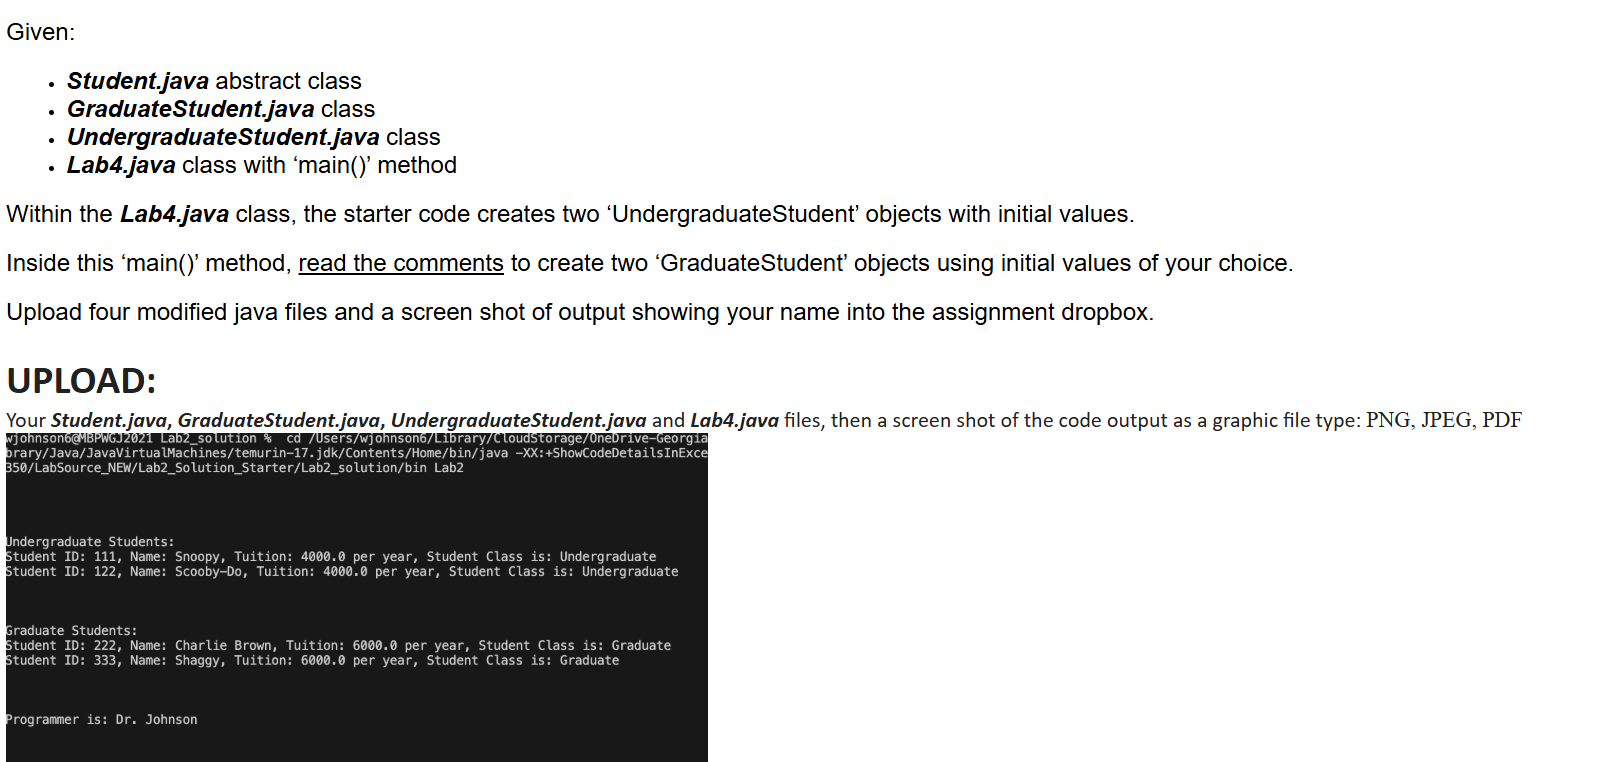 Given:
Student.java abstract class
GraduateStudent.java class
UndergraduateStudent.java class
Lab4.java class with ‘main()’ method
Within the Lab4.java class, the starter code creates two ‘UndergraduateStudent’ objects with initial values.
Inside this ‘main()’ method, read the comments to create two ‘GraduateStudent’ objects using initial values of your choice.
Upload four modified java files and a screen shot of output showing your name into the assignment dropbox.
UPLOAD:
Your Student.java, GraduateStudent.java, UndergraduateStudent.java and Lab4.java files, then a screen shot of the code output as a graphic file type: PNG, JPEG, PDF
wjohnson6@MBPWGJ2021 Lab2_solution % cd /Users/wjohnson6/Library/CloudStorage/OneDrive-Georgia
brary/Java/JavaVirtualMachines/temurin-17.jdk/Contents/Home/bin/java -XX:+ShowCodeDetailsInExce
350/LabSource_NEW/Lab2_Solution_Starter/Lab2_solution/bin Lab2
Undergraduate Students:
Student ID: 111, Name: Snoopy, Tuition: 4000.0 per year, Student Class is: Undergraduate
Student ID: 122, Name: Scooby-Do, Tuition: 4000.0 per year, Student Class is: Undergraduate
Graduate Students:
Student ID: 222, Name: Charlie Brown, Tuition: 6000.0 per year, Student Class is: Graduate
Student ID: 333, Name: Shaggy, Tuition: 6000.0 per year, Student Class is: Graduate
Programmer is: Dr. Johnson